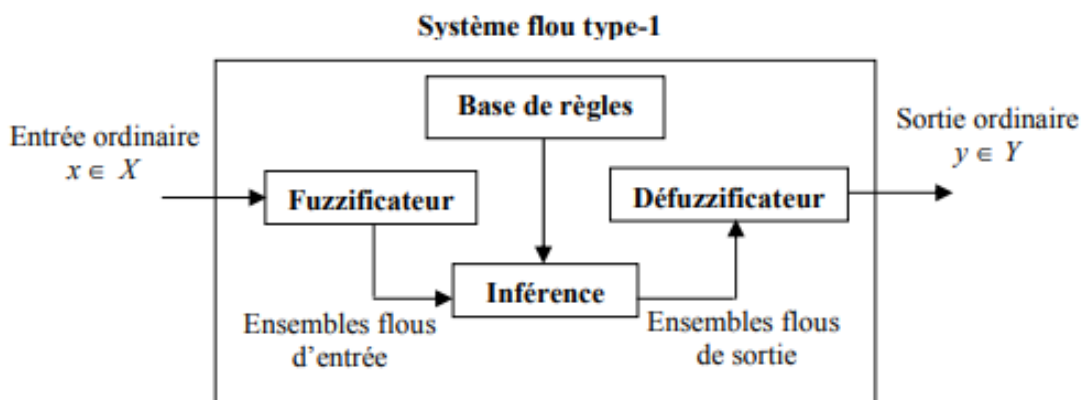 Système flou type-1
Base de règles
Entrée ordinaire
x ∈ X
Sortie ordinaire
y ∈ Y
Fuzzificateur
Défuzzificateur
Inférence
Ensembles flous
d'entrée
Ensembles flous
de sortie